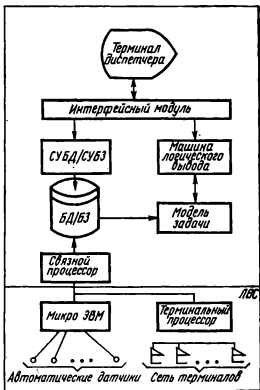 Терминал
диспетчера
Интерфейсный модуль
СУБД/СУБЗ
Машина
логического
вывода
БД/БЗ
Модель
задачи
Связной
процессор
ЛВС
Микро ЭВМ
Терминальный
процессор
Автоматические датчики
Сеть терминалов